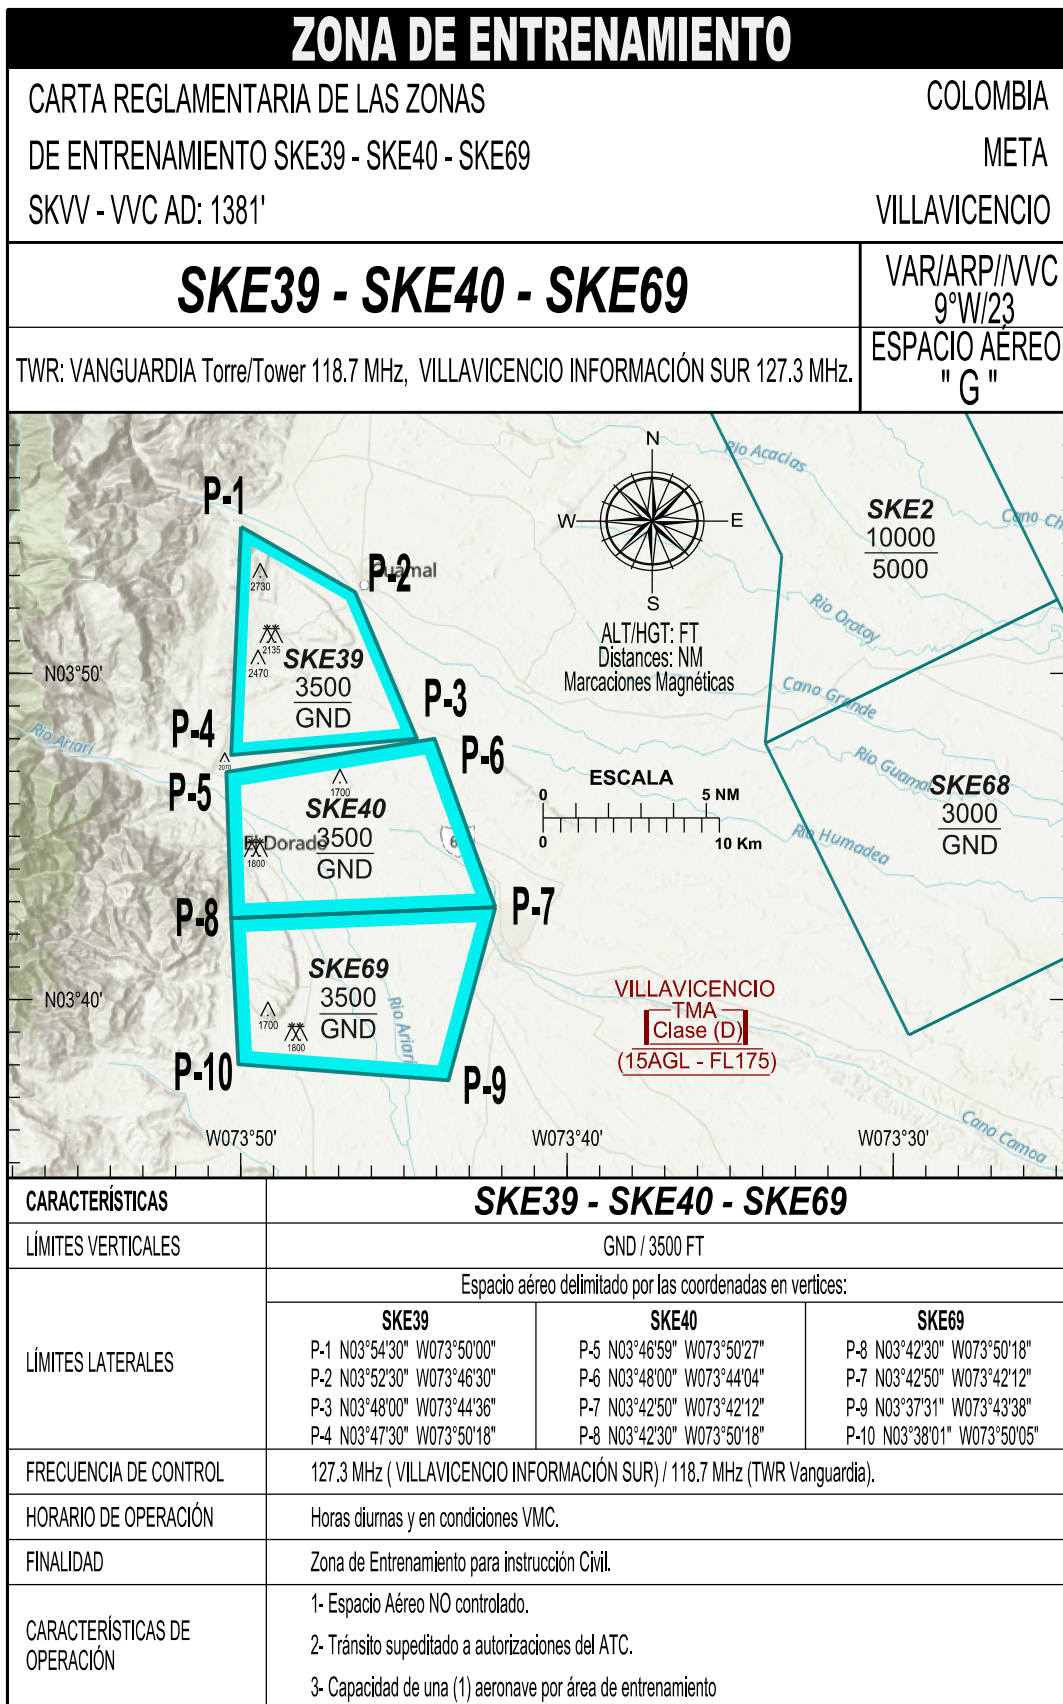 ZONA DE ENTRENAMIENTO
CARTA REGLAMENTARIA DE LAS ZONAS
DE ENTRENAMIENTO SKE39 - SKE40 - SKE69
SKVV - VVC AD: 1381'
COLOMBIA
META
VILLAVICENCIO
SKE39 - SKE40 - SKE69
VAR/ARP//VVC
9°W/23
TWR: VANGUARDIA Torre/Tower 118.7 MHz, VILLAVICENCIO INFORMACIÓN SUR 127.3 MHz.
ESPACIO AÉREO
" G "
P-1
P-2
Guamal
2730
2135
2470
SKE39
3500
GND
N03°50'
P-3
P-4
Rio Ariari
2070
P-5
P-6
1700
SKE40
3500
GND
El Dorado
1800
6
P-8
P-7
SKE69
3500
GND
N03°40'
1700
1800
Rio Ariari
P-10
P-9
N
W
E
S
ALT/HGT: FT
Distances: NM
Marcaciones Magnéticas
ESCALA
0 5 NM
0 10 Km
Rio Acacias
SKE2
10000
5000
Cano Ch
Rio Orotoy
Cano Grande
Rio Guamal
SKE68
3000
GND
Rio Humadea
VILLAVICENCIO
TMA
Clase (D)
(15AGL - FL175)
Cano Camoa
W073°50'
W073°40'
W073°30'
CARACTERÍSTICAS
SKE39 - SKE40 - SKE69
LÍMITES VERTICALES
GND / 3500 FT
LÍMITES LATERALES
Espacio aéreo delimitado por las coordenadas en vertices:
SKE39
P-1 N03°54'30" W073°50'00"
P-2 N03°52'30" W073°46'30"
P-3 N03°48'00" W073°44'36"
P-4 N03°47'30" W073°50'18"
SKE40
P-5 N03°46'59" W073°50'27"
P-6 N03°48'00" W073°44'04"
P-7 N03°42'50" W073°42'12"
P-8 N03°42'30" W073°50'18"
SKE69
P-8 N03°42'30" W073°50'18"
P-7 N03°42'50" W073°42'12"
P-9 N03°37'31" W073°43'38"
P-10 N03°38'01" W073°50'05"
FRECUENCIA DE CONTROL
127.3 MHz ( VILLAVICENCIO INFORMACIÓN SUR) / 118.7 MHz (TWR Vanguardia).
HORARIO DE OPERACIÓN
Horas diurnas y en condiciones VMC.
FINALIDAD
Zona de Entrenamiento para instrucción Civil.
CARACTERÍSTICAS DE
OPERACIÓN
1- Espacio Aéreo NO controlado.
2- Tránsito supeditado a autorizaciones del ATC.
3- Capacidad de una (1) aeronave por área de entrenamiento